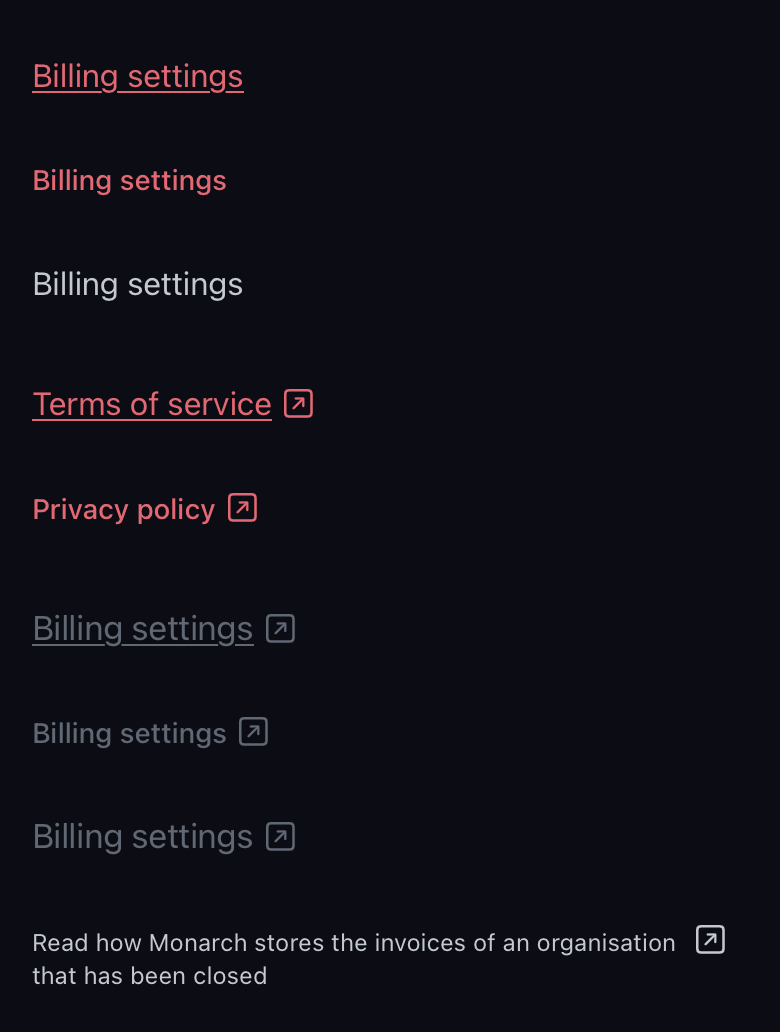 Billing settings
Billing settings
Billing settings
Terms of service
Privacy policy
Billing settings
Billing settings
Billing settings
Read how Monarch stores the invoices of an organisation
that has been closed